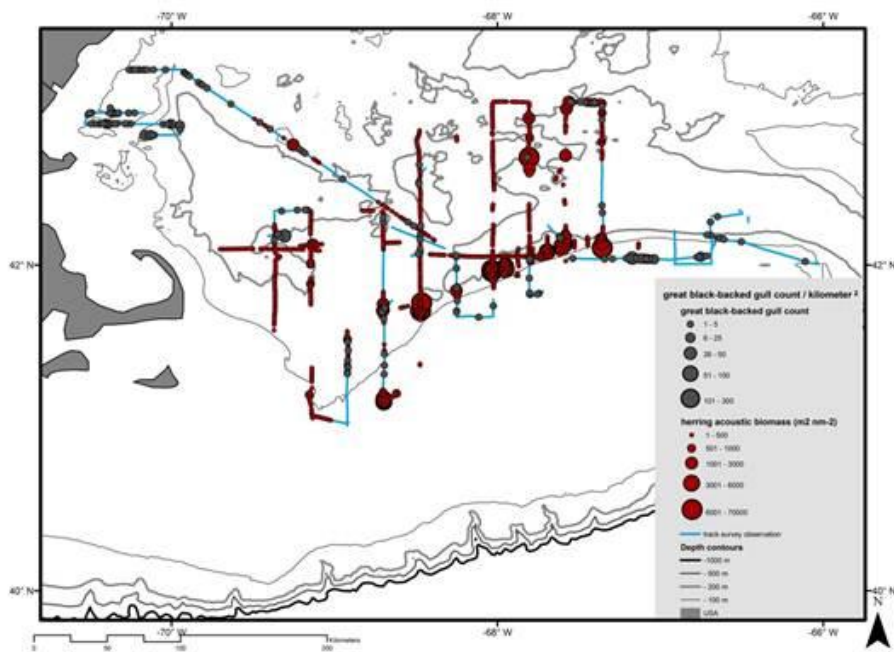 -70° W -68° W -66° W
42° N 42° N
great black-backed gull count / kilometer ²
great black-backed gull count
1 - 5
6 - 25
26 - 50
51 - 100
101 - 300
herring acoustic biomass (m2 nm-2)
1 - 500
501 - 1000
1001 - 3000
3001 - 6000
6001 - 70000
track survey observation
Depth contours
-1000 m
- 500 m
- 200 m
- 100 m
USA
40° N 40° N
N
-70° W -68° W -66° W
Kilometers
0 50 100 200